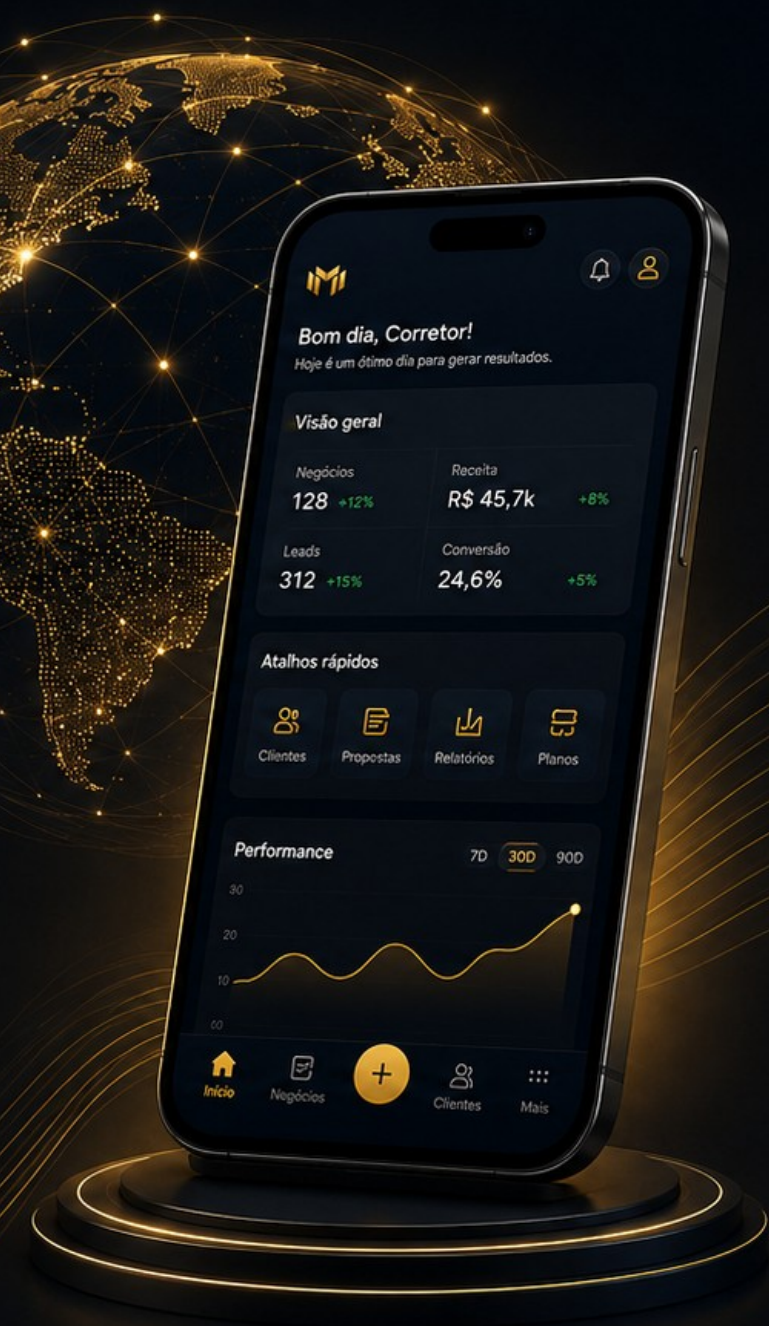 Bom dia, Corretor!
Hoje é um ótimo dia para gerar resultados.
Visão geral
Negócios
128 +12%
Receita
R$ 45,7k +8%
Leads
312 +15%
Conversão
24,6% +5%
Atalhos rápidos
Clientes Propostas Relatórios Planos
Performance 7D 30D 90D
30
20
10
00
Início Negócios + Clientes Mais